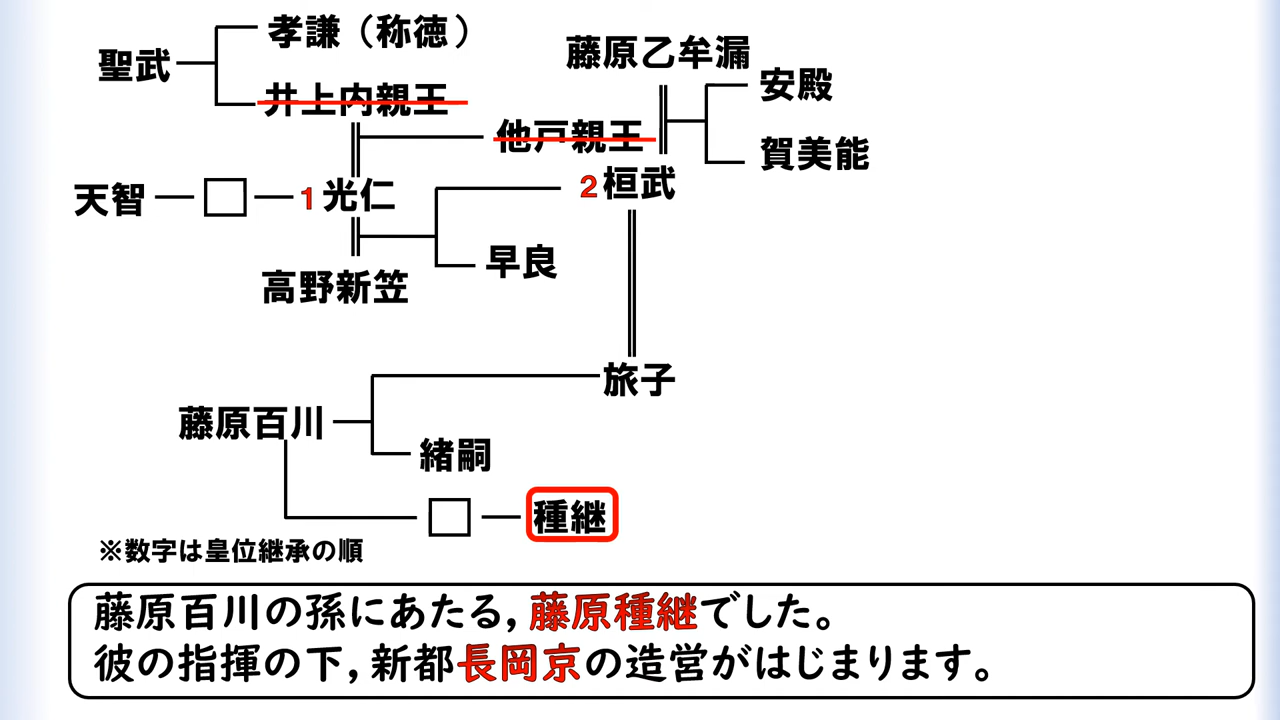 孝謙（称徳）
聖武
井上内親王
藤原乙牟漏
安殿
他戸親王
賀美能
天智
1光仁
2桓武
早良
高野新笠
旅子
藤原百川
緒嗣
種継
※数字は皇位継承の順
藤原百川の孫にあたる,藤原種継でした。
彼の指揮の下,新都長岡京の造営がはじまります。